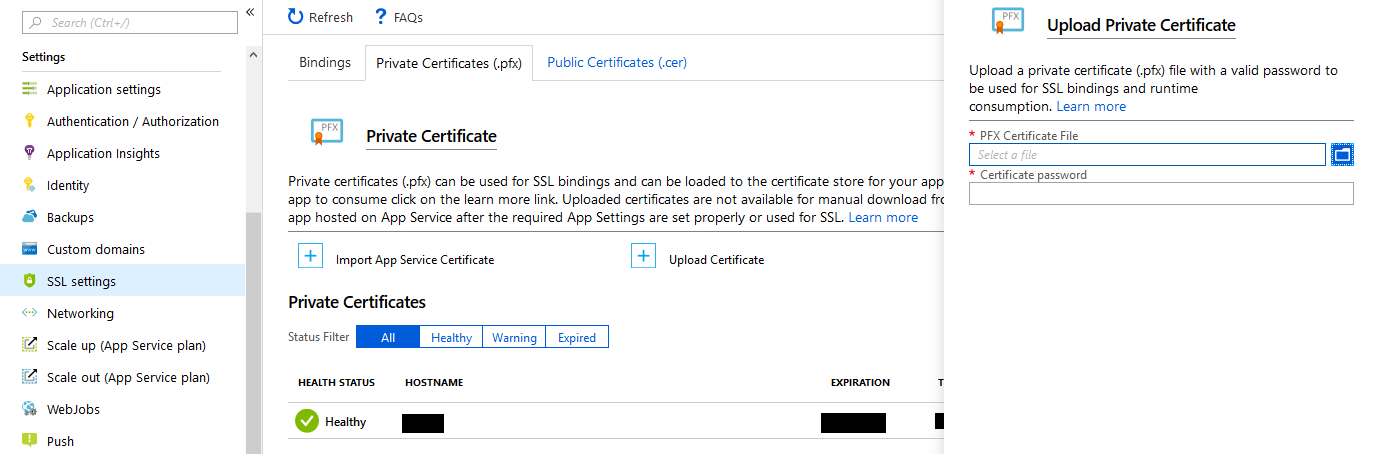 Search (Ctrl+/)
«
Settings
Application settings
Authentication / Authorization
Application Insights
Identity
Backups
Custom domains
SSL settings
Networking
Scale up (App Service plan)
Scale out (App Service plan)
WebJobs
Push
Refresh
? FAQs
Bindings
Private Certificates (.pfx)
Public Certificates (.cer)
PFX
Private Certificate
Private certificates (.pfx) can be used for SSL bindings and can be loaded to the certificate store for your app
app to consume click on the learn more link. Uploaded certificates are not available for manual download fro
app hosted on App Service after the required App Settings are set properly or used for SSL. Learn more
+ Import App Service Certificate
+ Upload Certificate
Private Certificates
Status Filter
All
Healthy
Warning
Expired
HEALTH STATUS
HOSTNAME
EXPIRATION
T
Healthy
PFX
Upload Private Certificate
Upload a private certificate (.pfx) file with a valid password to
be used for SSL bindings and runtime
consumption. Learn more
* PFX Certificate File
Select a file
* Certificate password